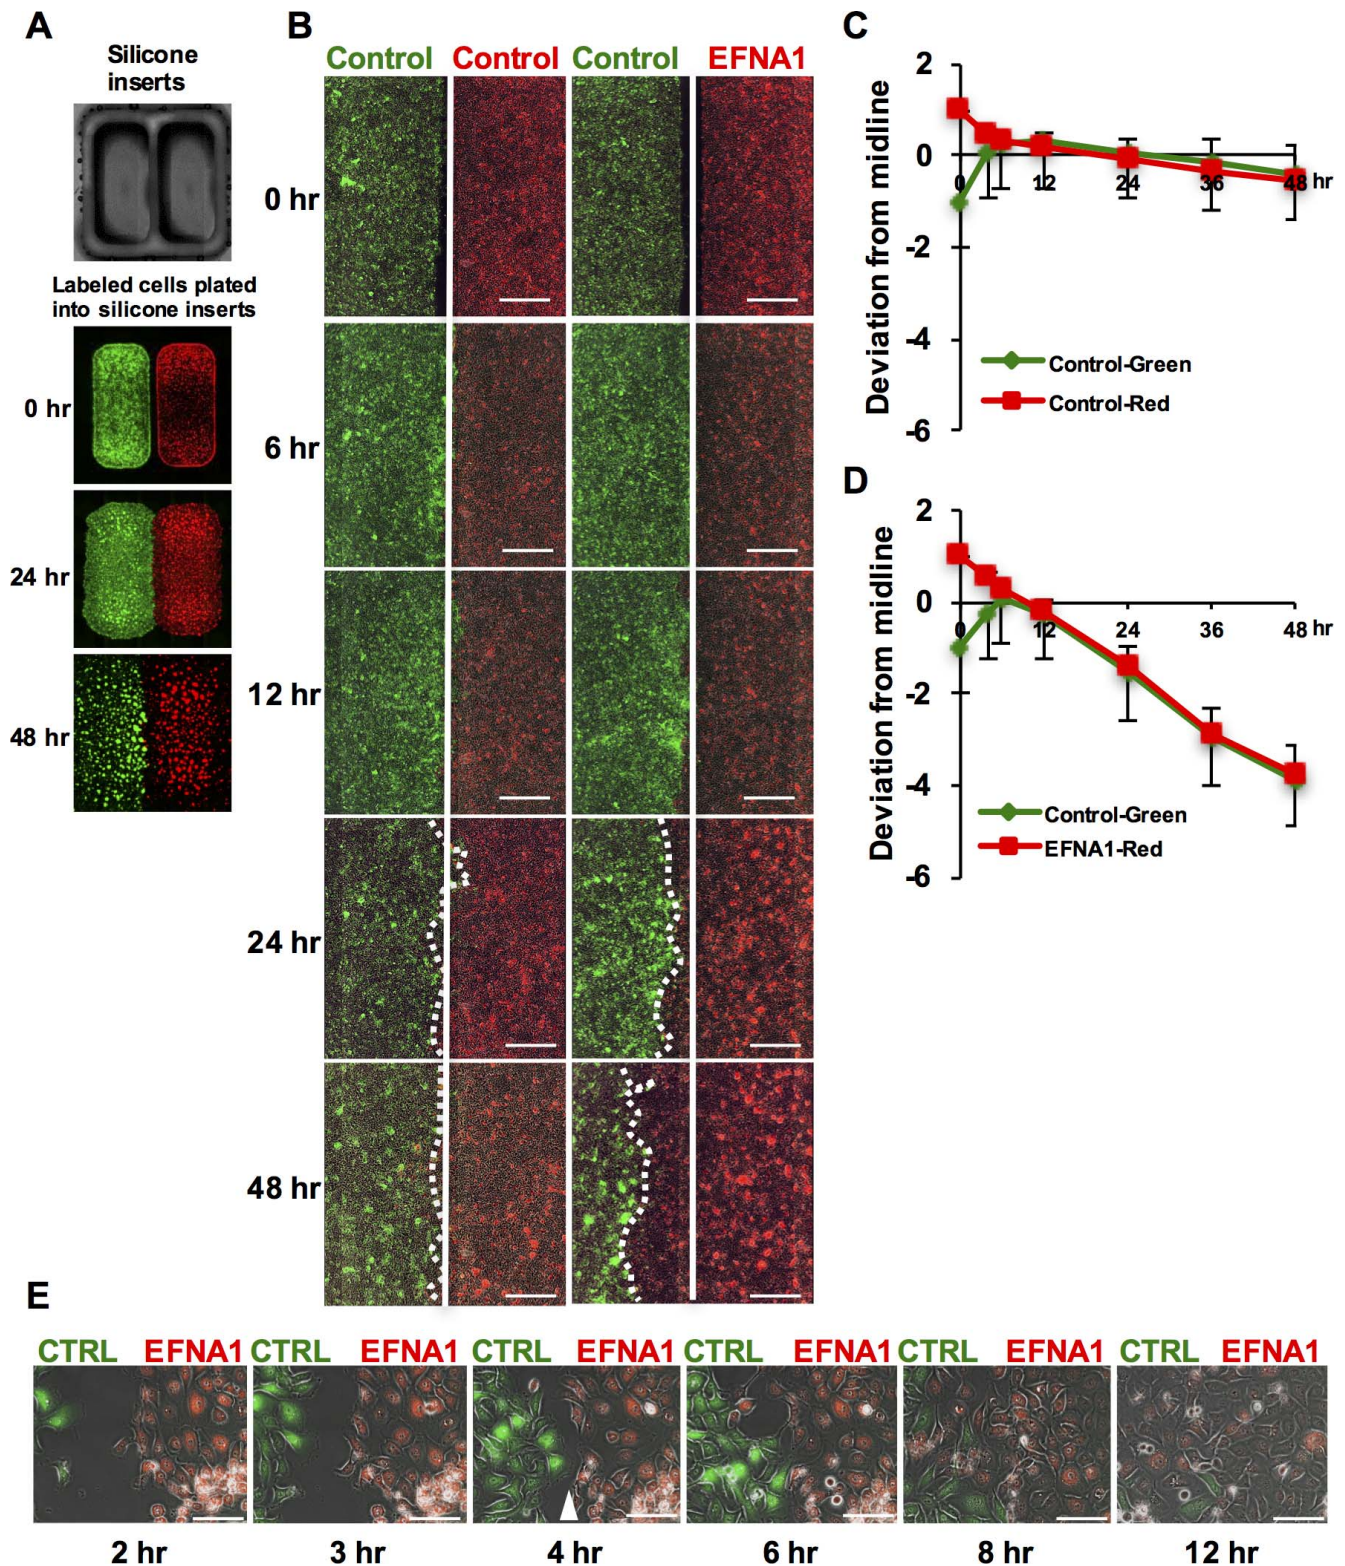 A
Silicone
inserts
Labeled cells plated
into silicone inserts
0 hr
24 hr
48 hr
B
Control Control Control EFNA1
0 hr
6 hr
12 hr
24 hr
48 hr
C
Deviation from midline
2
0
-2
-4
-6
0 12 24 36 48 hr
Control-Green
Control-Red
D
Deviation from midline
2
0
-2
-4
-6
0 12 24 36 48 hr
Control-Green
EFNA1-Red
E
CTRL EFNA1 CTRL EFNA1 CTRL EFNA1 CTRL EFNA1 CTRL EFNA1 CTRL EFNA1
2 hr 3 hr 4 hr 6 hr 8 hr 12 hr